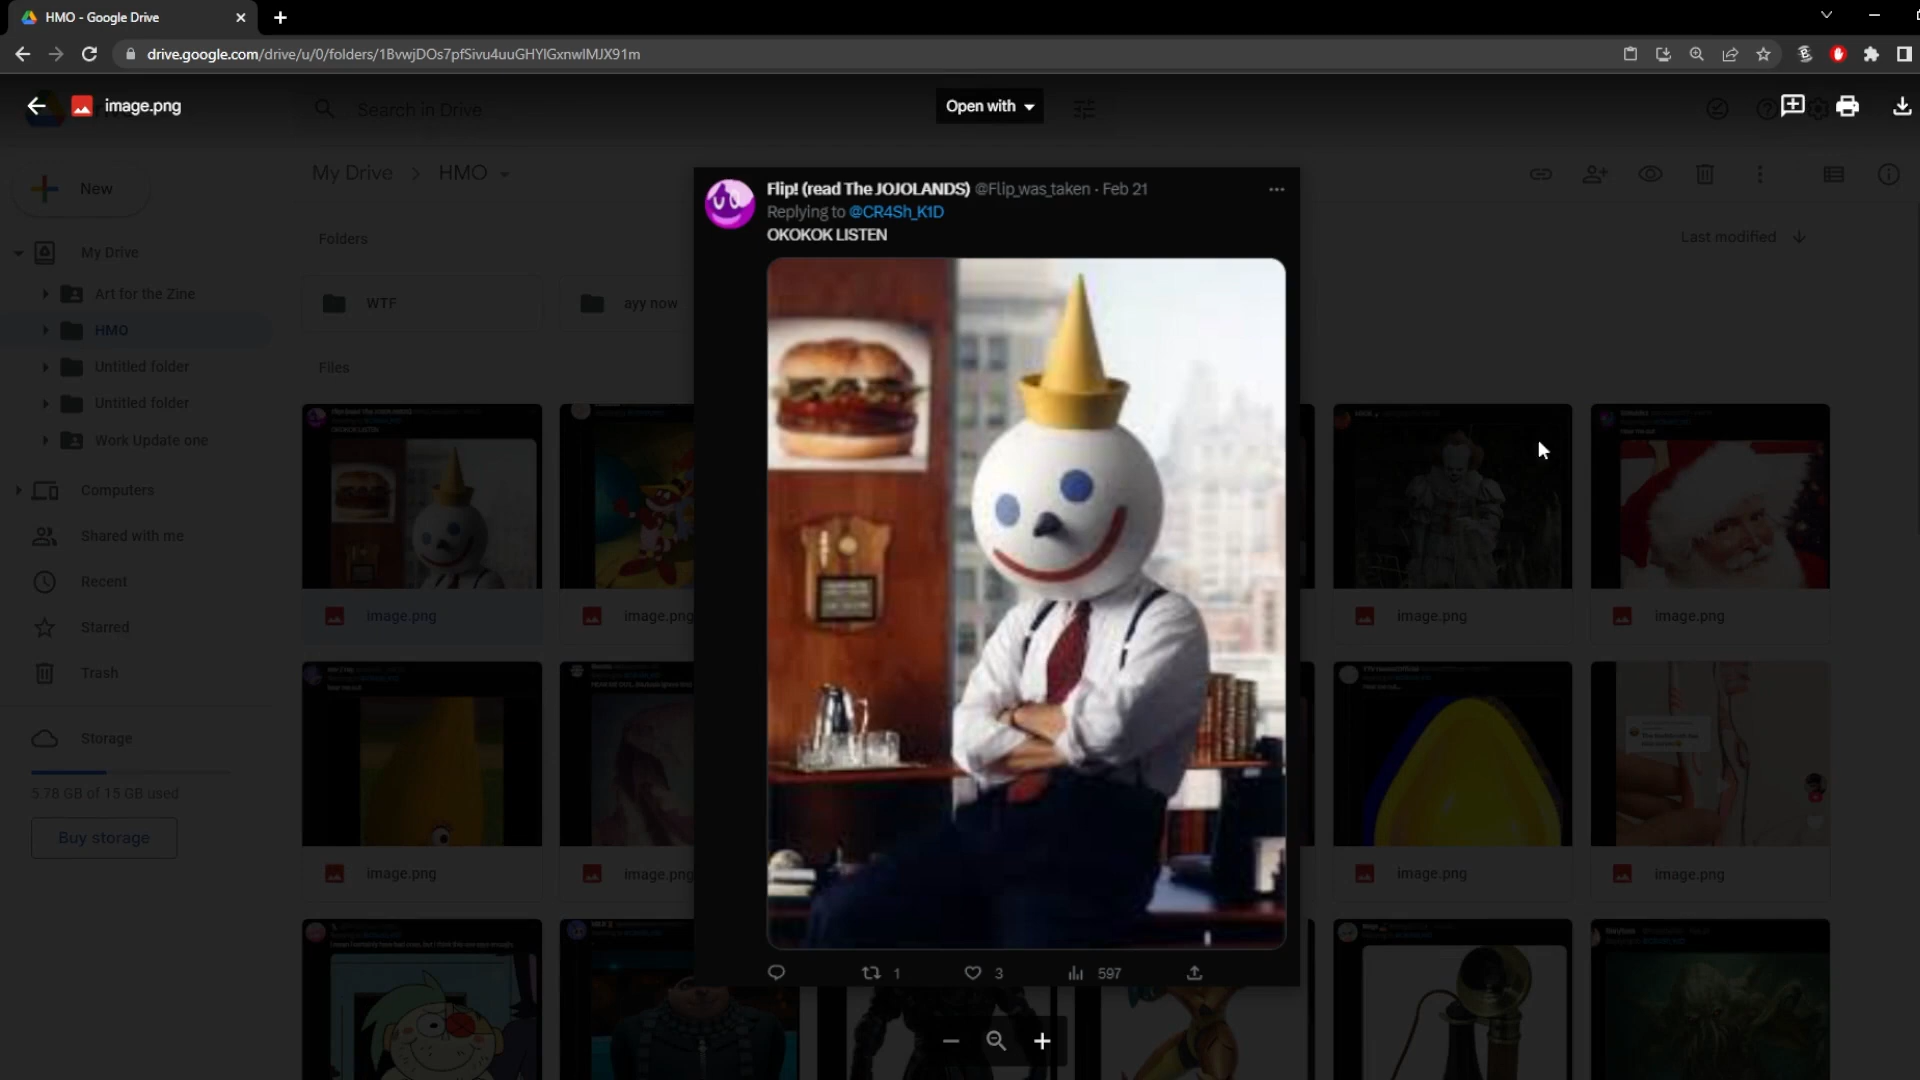 HMO - Google Drive
drive.google.com/drive/u/0/folders/1BvwjDOs7pfSivu4uuGHYlGxnwlMJX91m
image.png
Search in Drive
Open with
New
My Drive > HMO
Flip! (read The JOJOLANDS) @Flip_was_taken · Feb 21
Replying to @CR4Sh_K1D
OKOKOK LISTEN
Folders
Last modified
My Drive
Art for the Zine
HMO
Untitled folder
Untitled folder
Work Update one
Computers
Shared with me
Recent
Starred
Trash
Storage
5.78 GB of 15 GB used
Buy storage
WTF
ayy now
Files
image.png
image.png
image.png
image.png
image.png
image.png
image.png
image.png
1
3
597